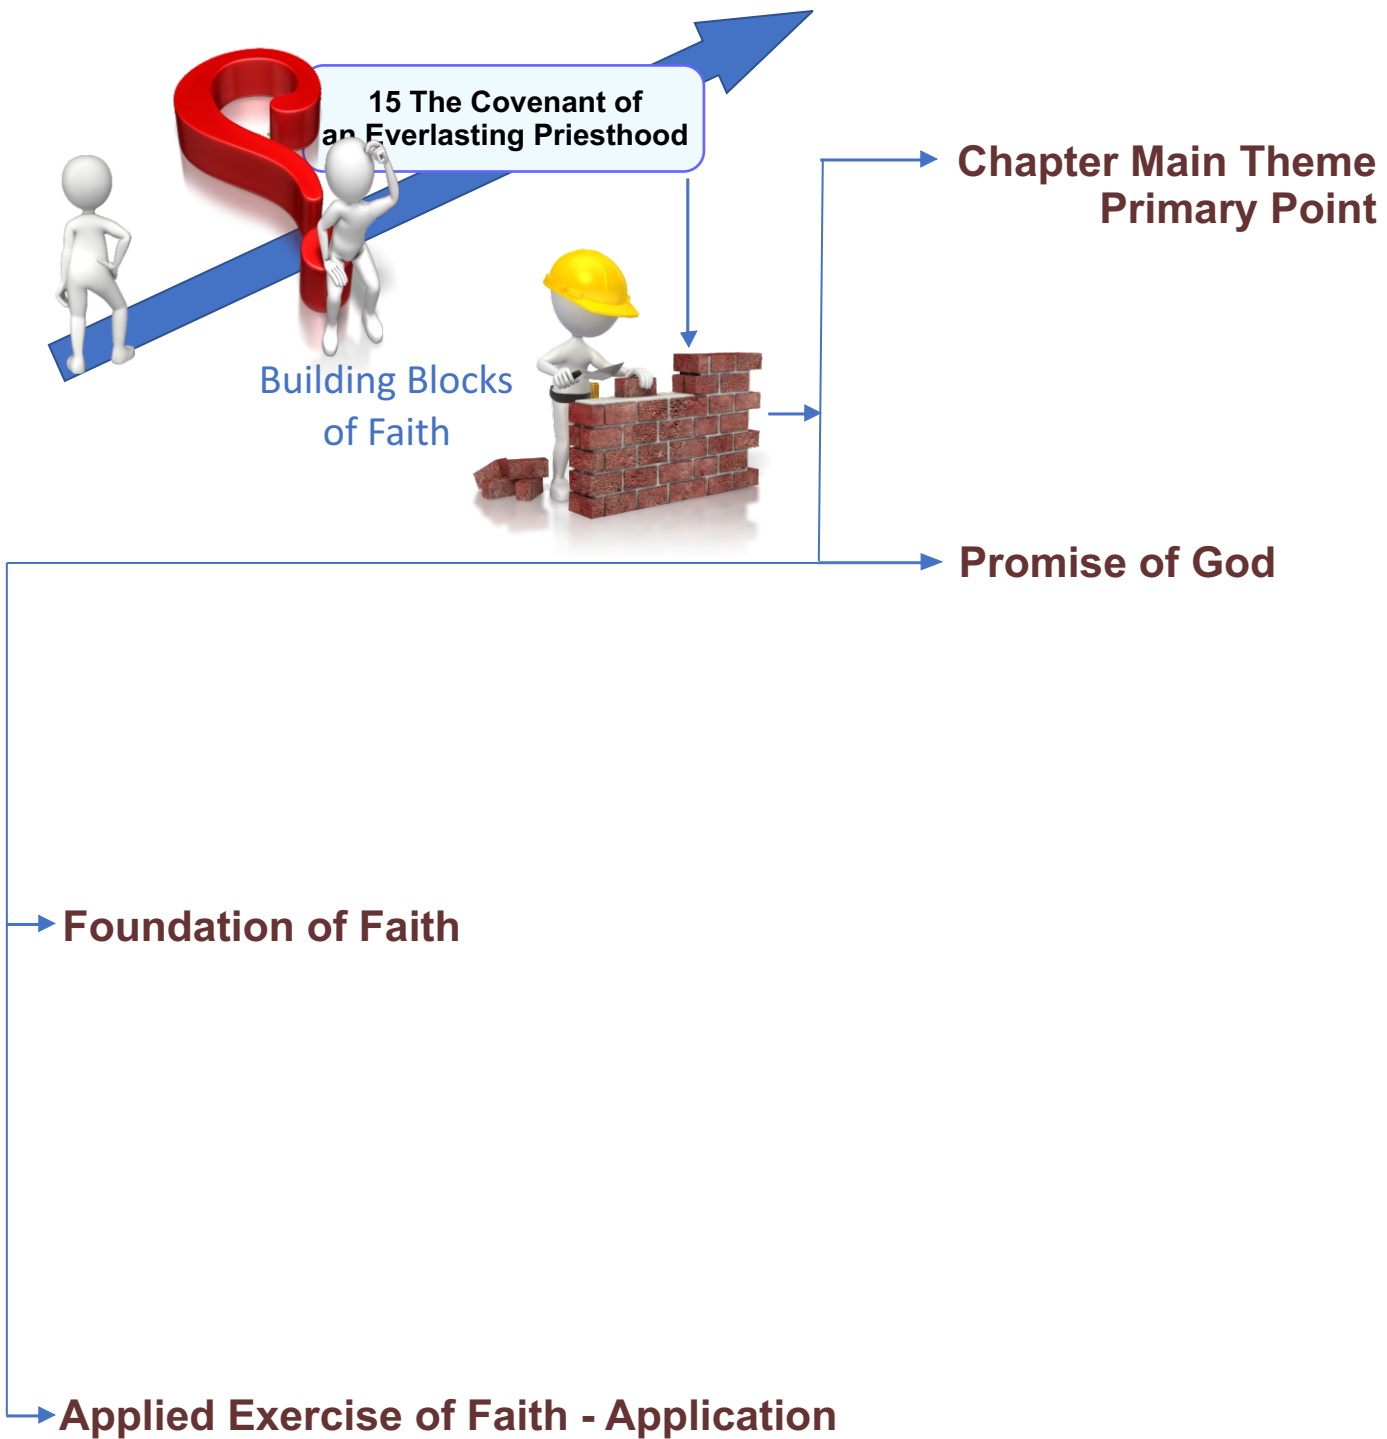 15 The Covenant of
an Everlasting Priesthood
Chapter Main Theme
Primary Point
Building Blocks
of Faith
Promise of God
Foundation of Faith
Applied Exercise of Faith - Application